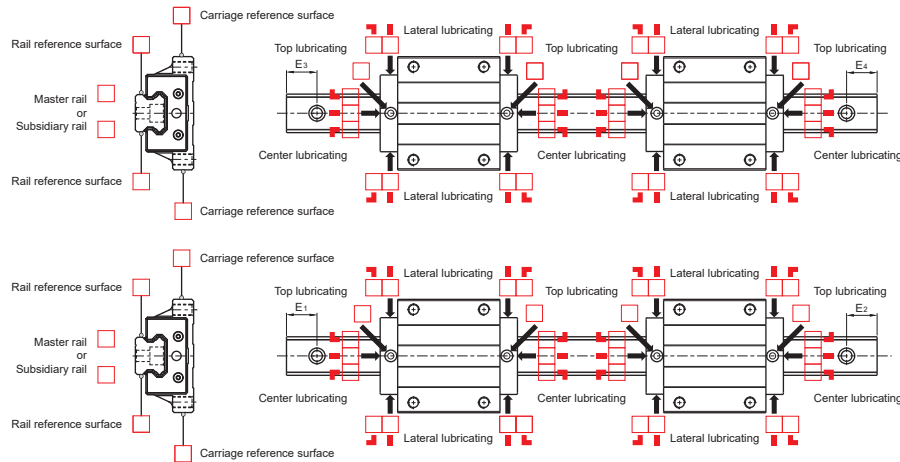 Carriage reference surface
Rail reference surface
Lateral lubricating
Lateral lubricating
Top lubricating
Top lubricating
Top lubricating
E3
E4
Master rail
or
Subsidiary rail
Center lubricating
Center lubricating
Center lubricating
Rail reference surface
Lateral lubricating
Lateral lubricating
Carriage reference surface
Carriage reference surface
Rail reference surface
Lateral lubricating
Lateral lubricating
Top lubricating
Top lubricating
Top lubricating
E1
E2
Master rail
or
Subsidiary rail
Center lubricating
Center lubricating
Center lubricating
Rail reference surface
Lateral lubricating
Lateral lubricating
Carriage reference surface